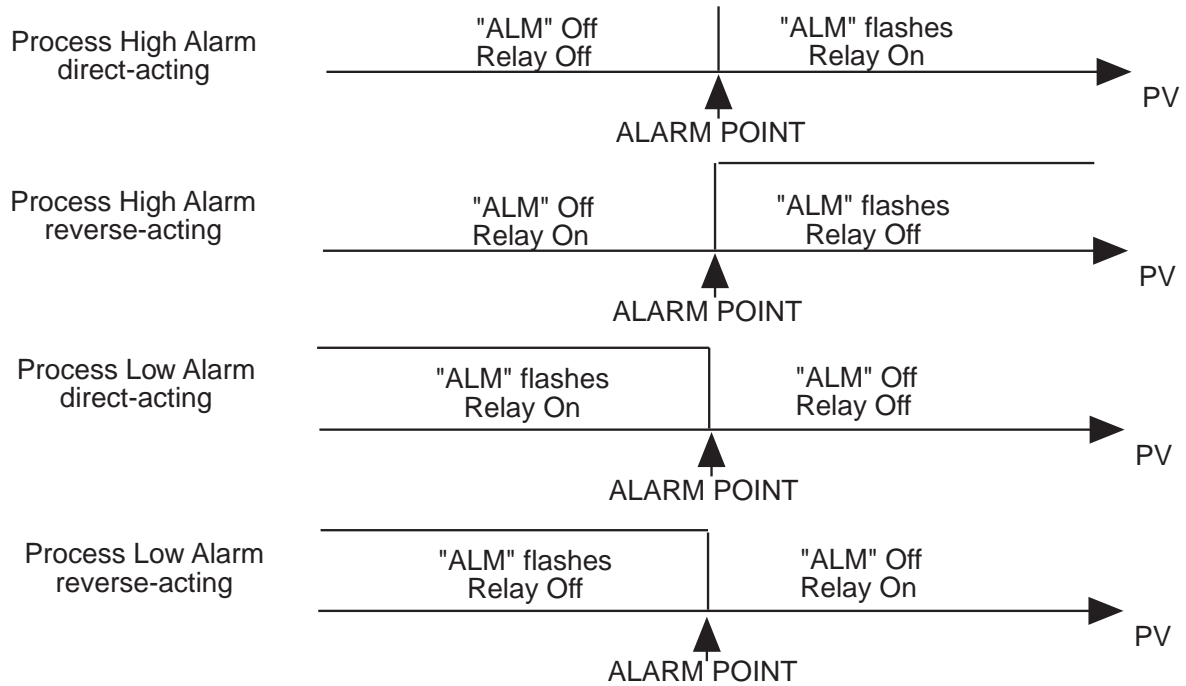 Process High Alarm
direct-acting
"ALM" Off
Relay Off
"ALM" flashes
Relay On
PV
ALARM POINT
Process High Alarm
reverse-acting
"ALM" Off
Relay On
"ALM" flashes
Relay Off
PV
ALARM POINT
Process Low Alarm
direct-acting
"ALM" flashes
Relay On
"ALM" Off
Relay Off
PV
ALARM POINT
Process Low Alarm
reverse-acting
"ALM" flashes
Relay Off
"ALM" Off
Relay On
PV
ALARM POINT